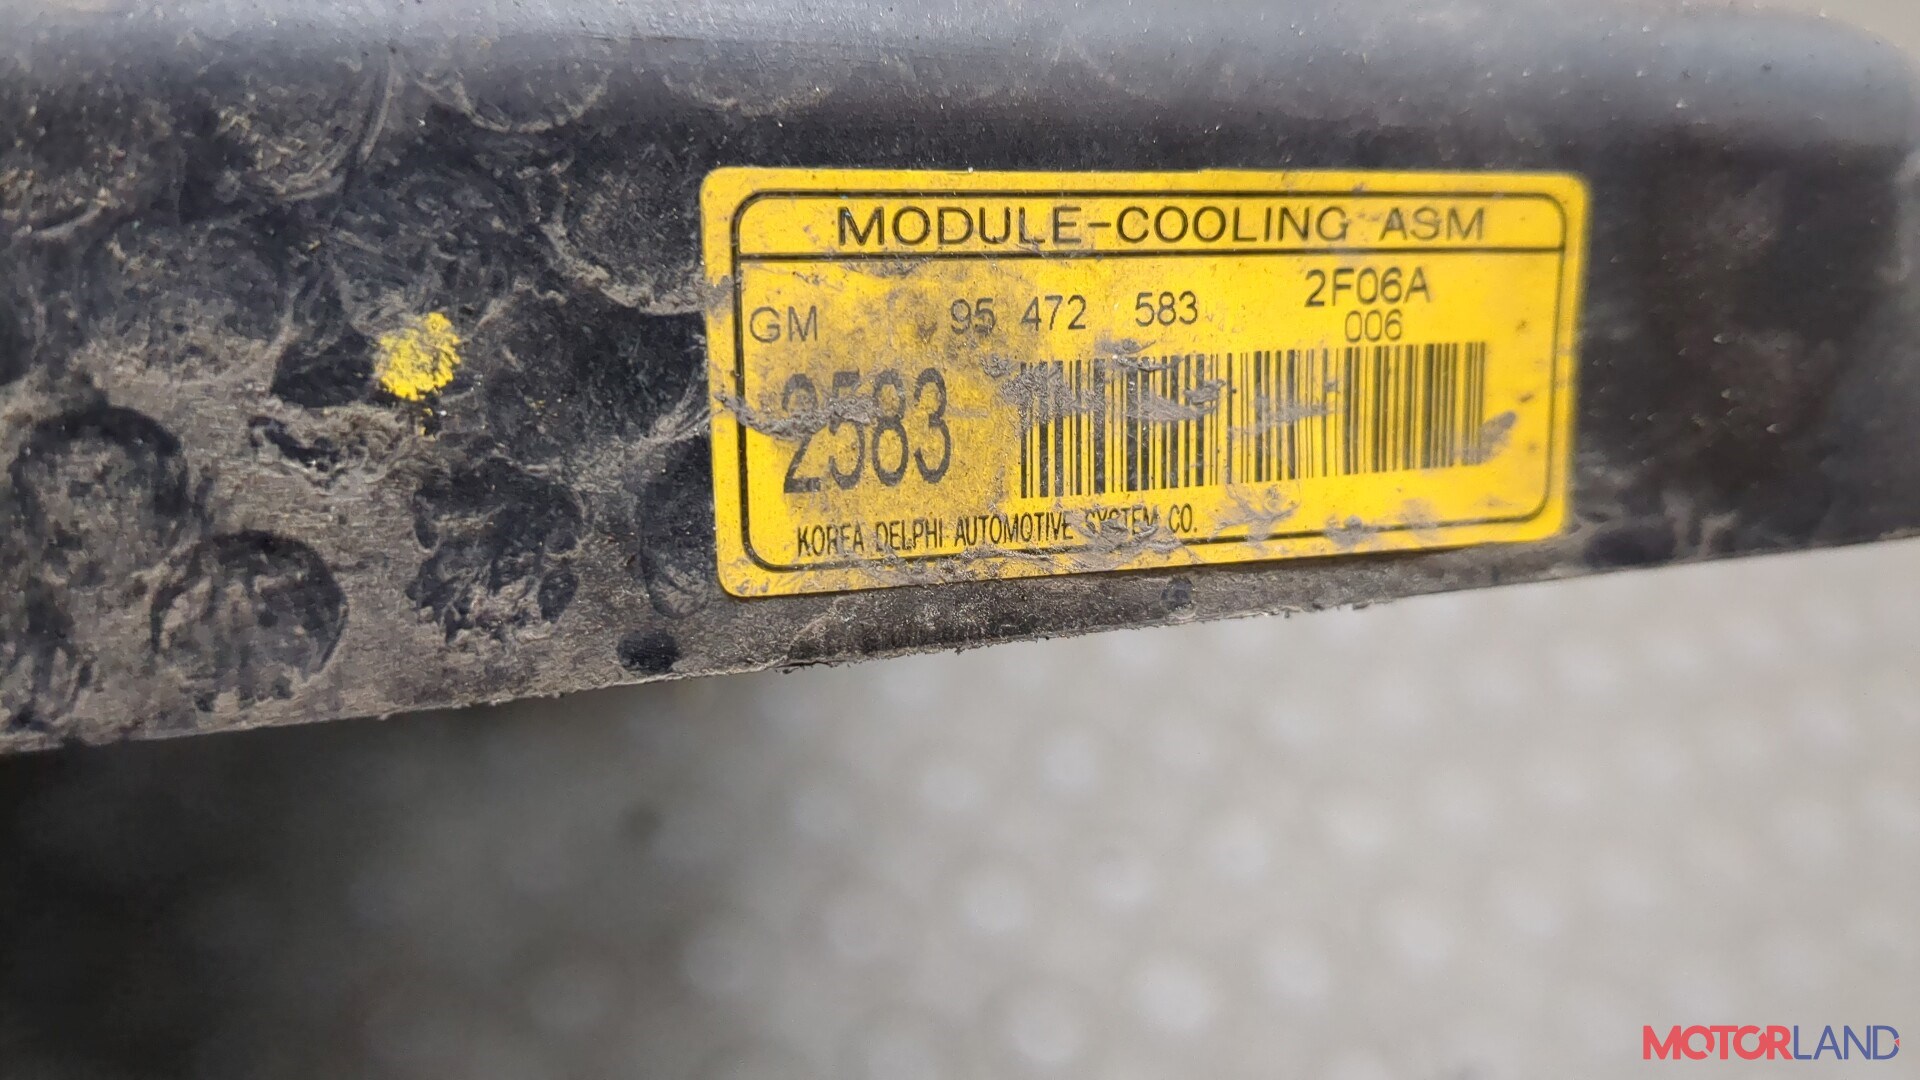 MODULE-COOLING ASM
GM 95 472 583 2F06A
006
2583
KOREA DELPHI AUTOMOTIVE SYSTEM CO.
MOTORLAND